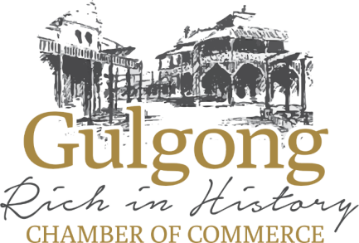 Gulgong
Rich in History
CHAMBER OF COMMERCE